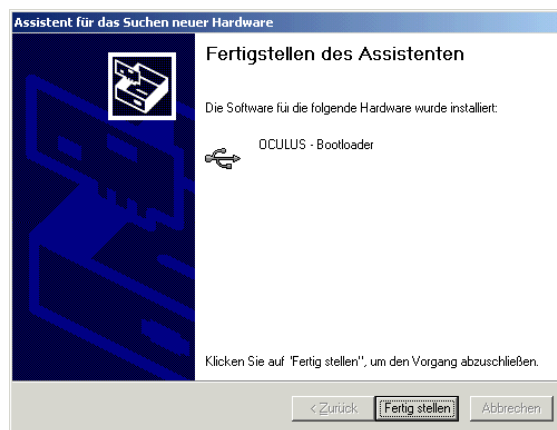 Assistent für das Suchen neuer Hardware
Fertigstellen des Assistenten
Die Software für die folgende Hardware wurde installiert:
OCULUS - Bootloader
Klicken Sie auf "Fertig stellen", um den Vorgang abzuschließen.
< Zurück Fertig stellen Abbrechen